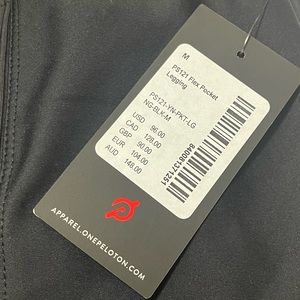 M
PS121 Flex Pocket
Legging
PS121-YN-PKT-LG
NG-BLK-M
USD 98.00
CAD 128.00
GBP 90.00
EUR 104.00
AUD 148.00
840081371251
APPAREL.ONEPELOTON.COM